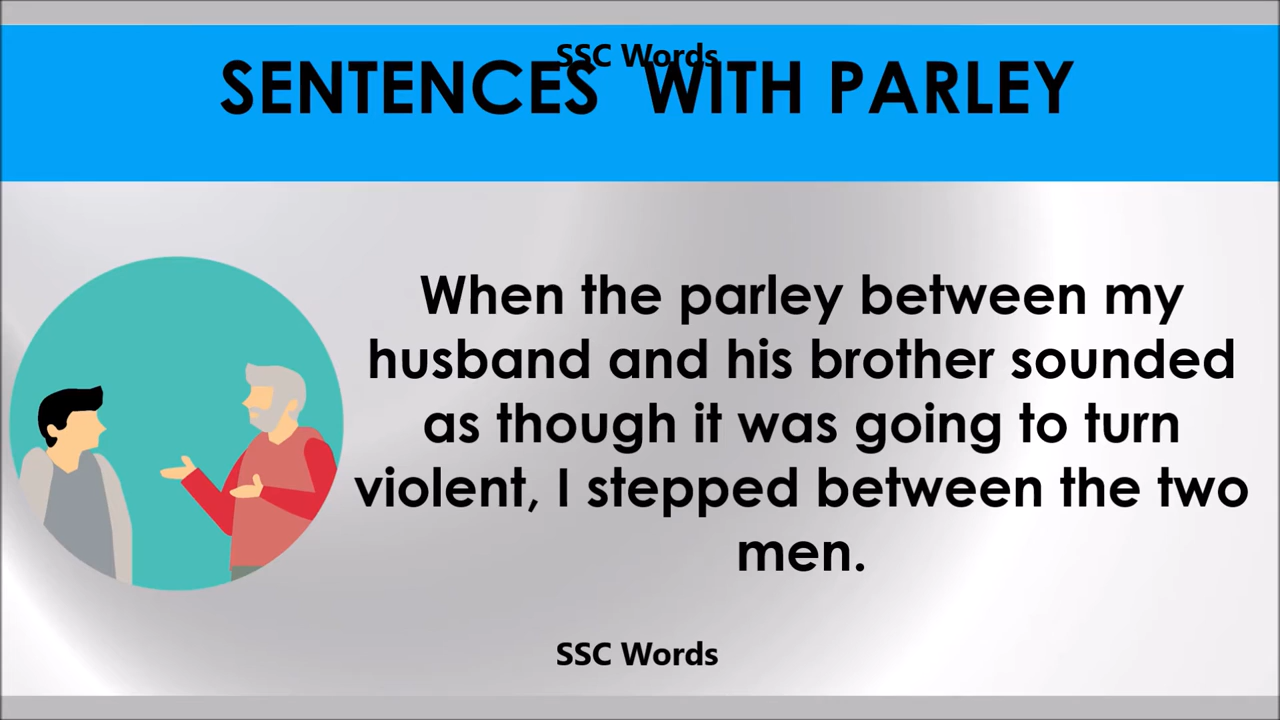 SSC Words
SENTENCES WITH PARLEY
When the parley between my
husband and his brother sounded
as though it was going to turn
violent, I stepped between the two
men.
SSC Words